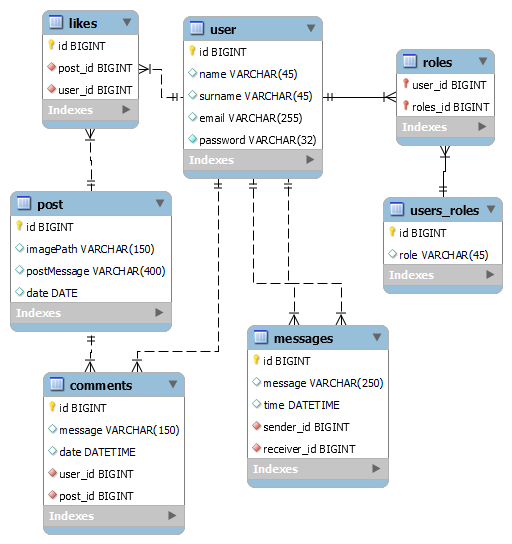 likes
id BIGINT
post_id BIGINT
user_id BIGINT
Indexes
user
id BIGINT
name VARCHAR(45)
surname VARCHAR(45)
email VARCHAR(255)
password VARCHAR(32)
Indexes
roles
user_id BIGINT
roles_id BIGINT
Indexes
post
id BIGINT
imagePath VARCHAR(150)
postMessage VARCHAR(400)
date DATE
Indexes
users_roles
id BIGINT
role VARCHAR(45)
Indexes
comments
id BIGINT
message VARCHAR(150)
date DATETIME
user_id BIGINT
post_id BIGINT
Indexes
messages
id BIGINT
message VARCHAR(250)
time DATETIME
sender_id BIGINT
receiver_id BIGINT
Indexes